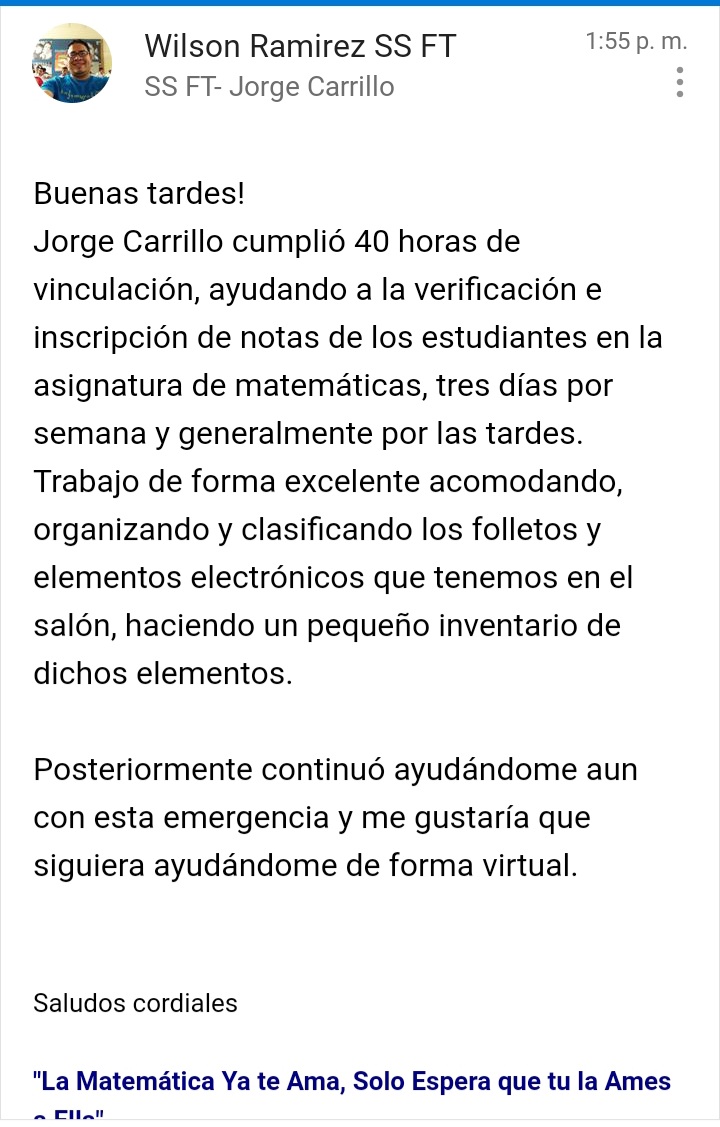 Wilson Ramirez SS FT
1:55 p. m.
SS FT- Jorge Carrillo
Buenas tardes!
Jorge Carrillo cumplió 40 horas de
vinculación, ayudando a la verificación e
inscripción de notas de los estudiantes en la
asignatura de matemáticas, tres días por
semana y generalmente por las tardes.
Trabajo de forma excelente acomodando,
organizando y clasificando los folletos y
elementos electrónicos que tenemos en el
salón, haciendo un pequeño inventario de
dichos elementos.
Posteriormente continuó ayudándome aun
con esta emergencia y me gustaría que
siguiera ayudándome de forma virtual.
Saludos cordiales
"La Matemática Ya te Ama, Solo Espera que tu la Ames
a Ella"